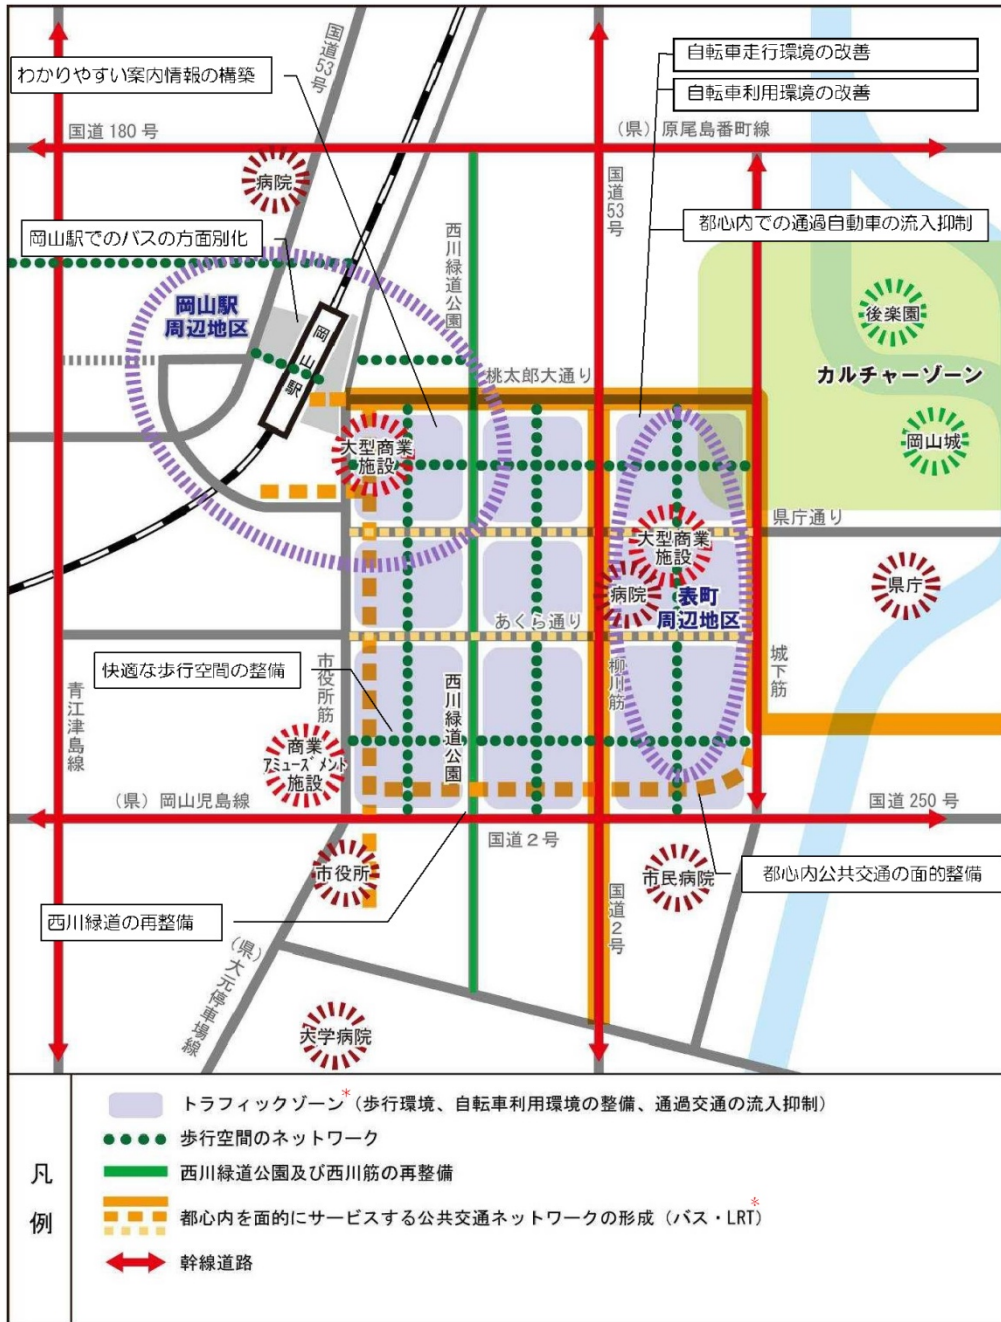 国道53号
自転車走行環境の改善
わかりやすい案内情報の構築
自転車利用環境の改善
国道180号
（県）原尾島番町線
病院
国道53号
都心内での通過自動車の流入抑制
岡山駅でのバスの方面別化
西川緑道公園
岡山駅
周辺地区
後楽園
岡山駅
カルチャーゾーン
桃太郎大通り
岡山城
大型商業
施設
県庁通り
大型商業
施設
県庁
病院
表町
周辺地区
あくら通り
市役所筋
柳川筋
城下筋
快適な歩行空間の整備
西川緑道公園
青江津島線
商業
アミューズメント
施設
（県）岡山児島線
国道250号
国道２号
市役所
市民病院
都心内公共交通の面的整備
国道２号
西川緑道の再整備
（県）大元停車場線
大学病院
凡例
トラフィックゾーン*（歩行環境、自転車利用環境の整備、通過交通の流入抑制）
歩行空間のネットワーク
西川緑道公園及び西川筋の再整備
都心内を面的にサービスする公共交通ネットワークの形成（バス・LRT）*
幹線道路